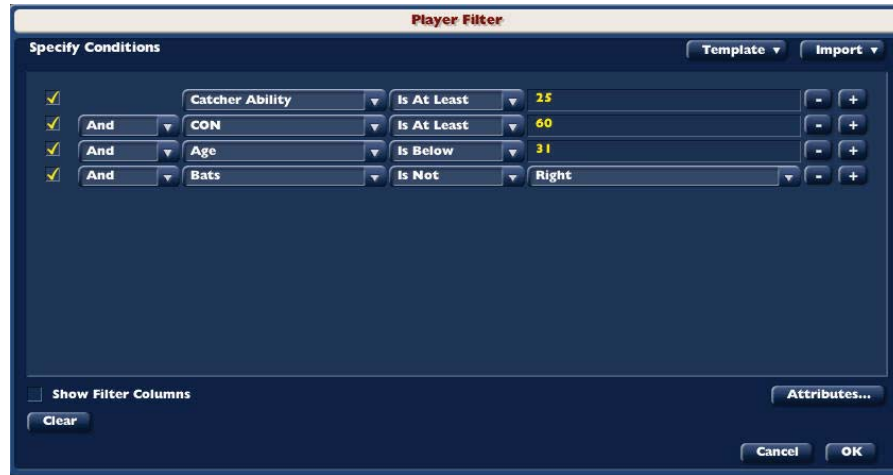 Player Filter
Specify Conditions Template ▼ Import ▼
Catcher Ability Is At Least 25 - +
And CON Is At Least 60 - +
And Age Is Below 31 - +
And Bats Is Not Right - +
Show Filter Columns Attributes...
Clear
Cancel OK